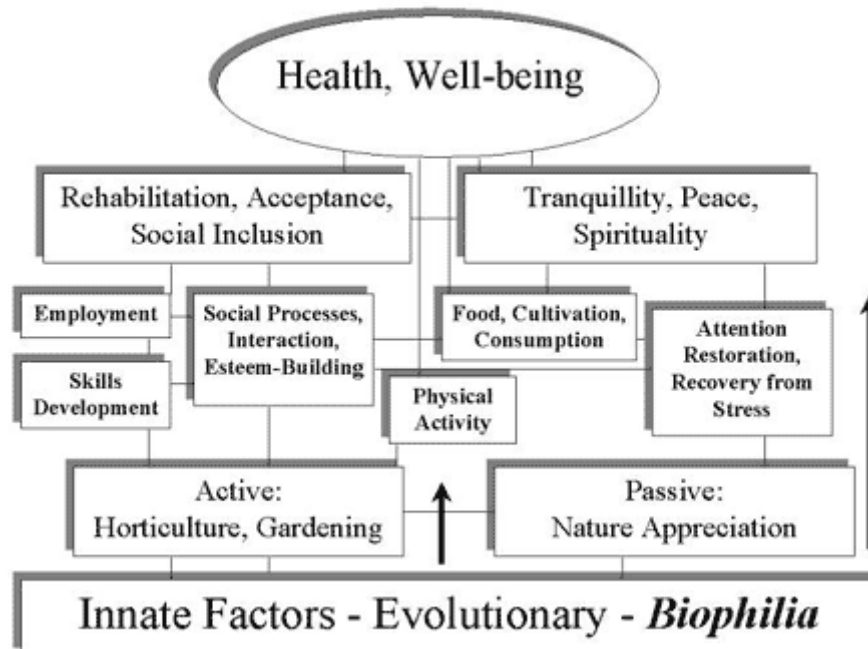 Health, Well-being
Rehabilitation, Acceptance,
Social Inclusion
Tranquillity, Peace,
Spirituality
Employment
Social Processes,
Interaction,
Esteem-Building
Food, Cultivation,
Consumption
Attention
Restoration,
Recovery from
Stress
Skills
Development
Physical
Activity
Active:
Horticulture, Gardening
Passive:
Nature Appreciation
Innate Factors - Evolutionary - Biophilia